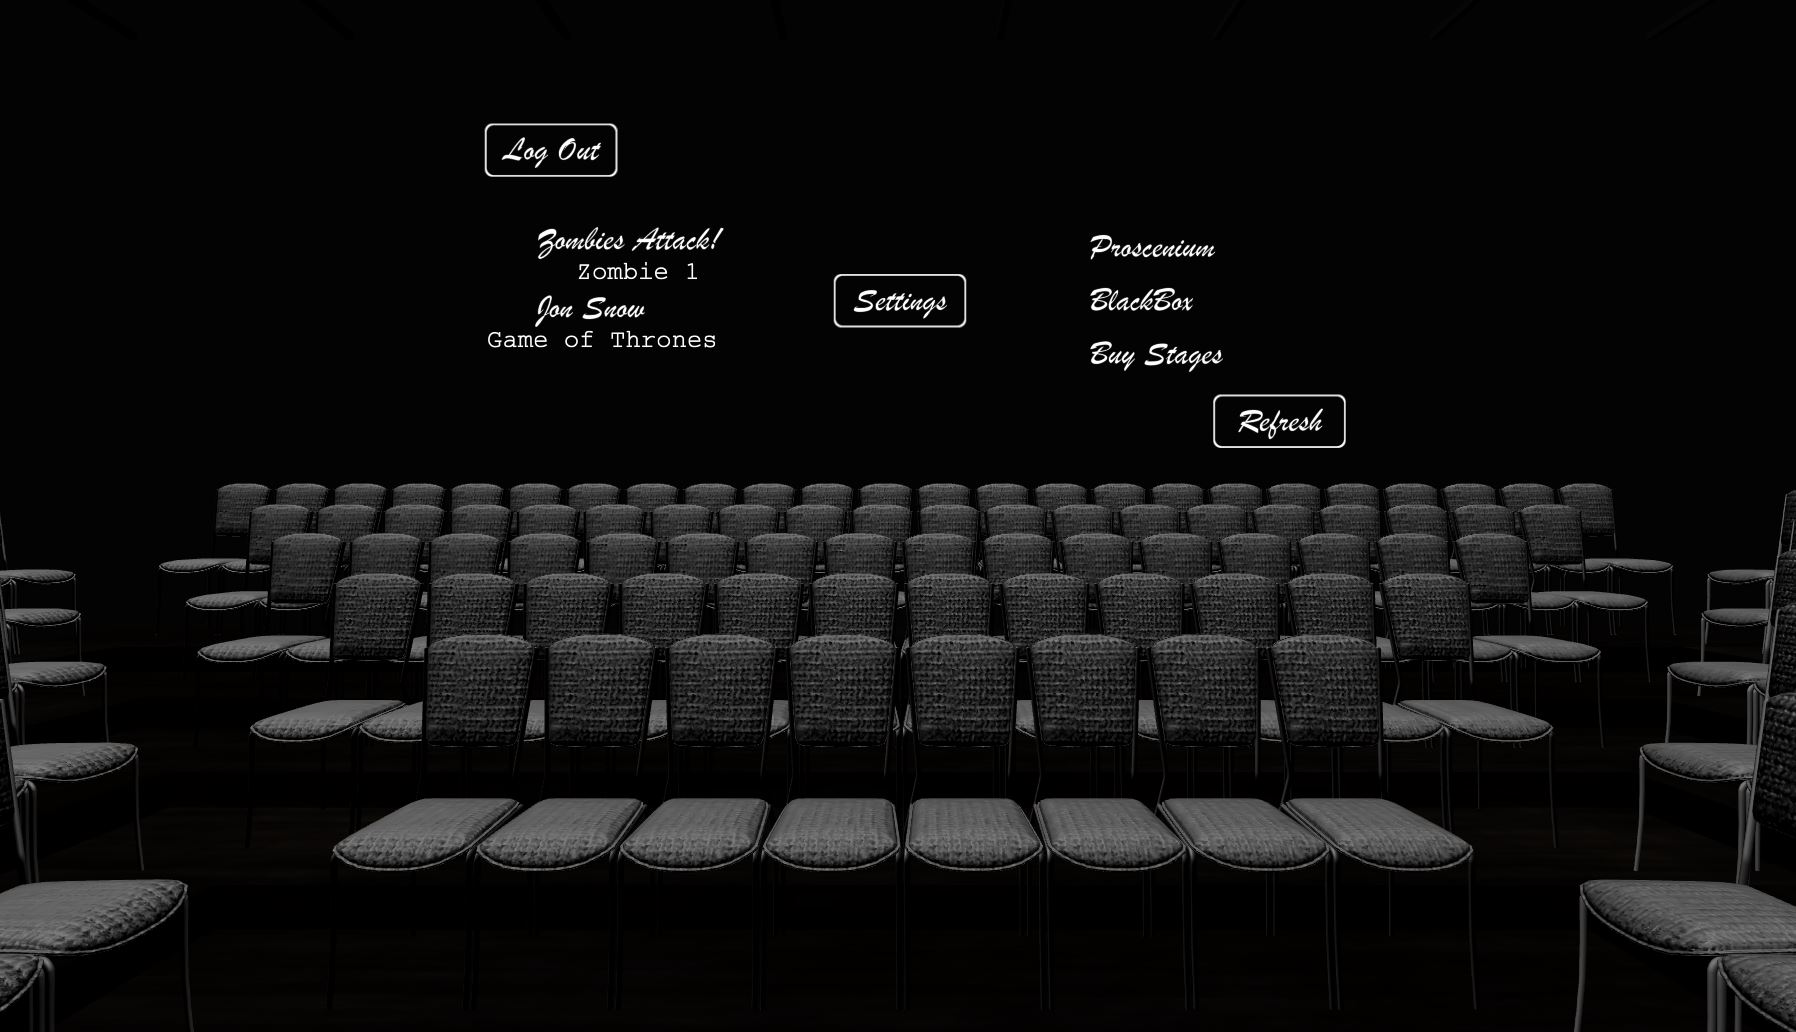 Log Out
Zombies Attack!
Zombie 1
Jon Snow
Game of Thrones
Settings
Proscenium
BlackBox
Buy Stages
Refresh